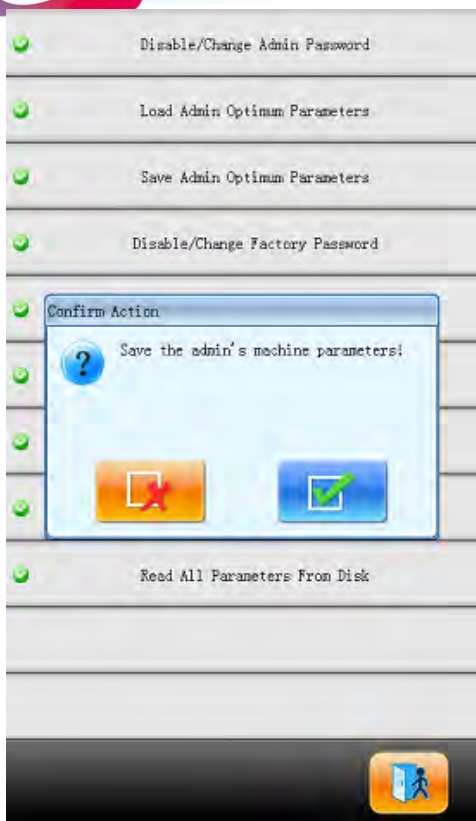 Disable/Change Admin Password
Load Admin Optimum Parameters
Save Admin Optimum Parameters
Disable/Change Factory Password
Confirm Action
?
Save the admin's machine parameters!
Read All Parameters From Disk